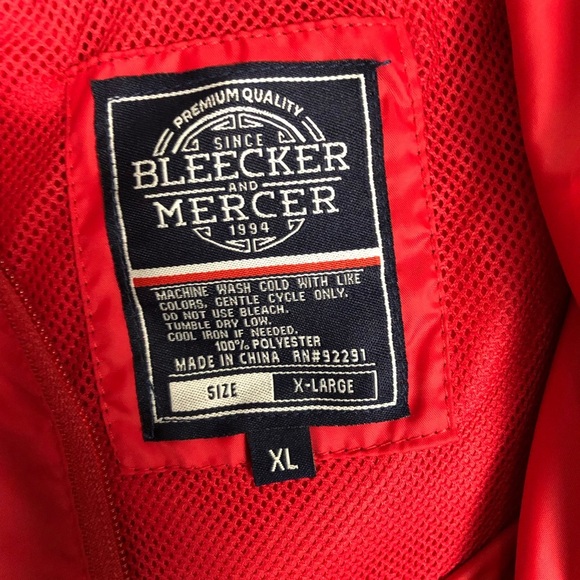 PREMIUM QUALITY
SINCE
BLEECKER
AND
MERCER
1994
MACHINE WASH COLD WITH LIKE
COLORS, GENTLE CYCLE ONLY.
DO NOT USE BLEACH.
TUMBLE DRY LOW.
COOL IRON IF NEEDED.
100% POLYESTER
MADE IN CHINA RN#92291
SIZE X-LARGE
XL